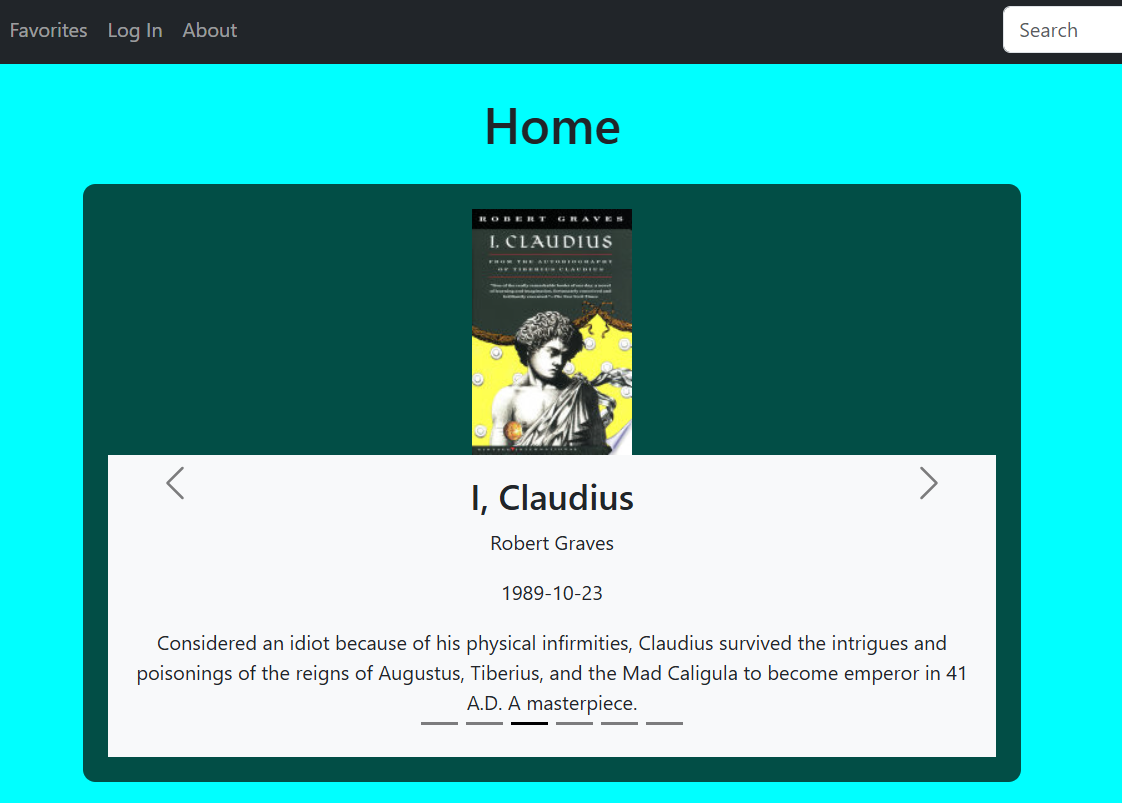 Favorites Log In About Search
Home
ROBERT GRAVES
I, CLAUDIUS
FROM THE AUTOBIOGRAPHY
OF TIBERIUS CLAUDIUS
I, Claudius
Robert Graves
1989-10-23
Considered an idiot because of his physical infirmities, Claudius survived the intrigues and
poisonings of the reigns of Augustus, Tiberius, and the Mad Caligula to become emperor in 41
A.D. A masterpiece.